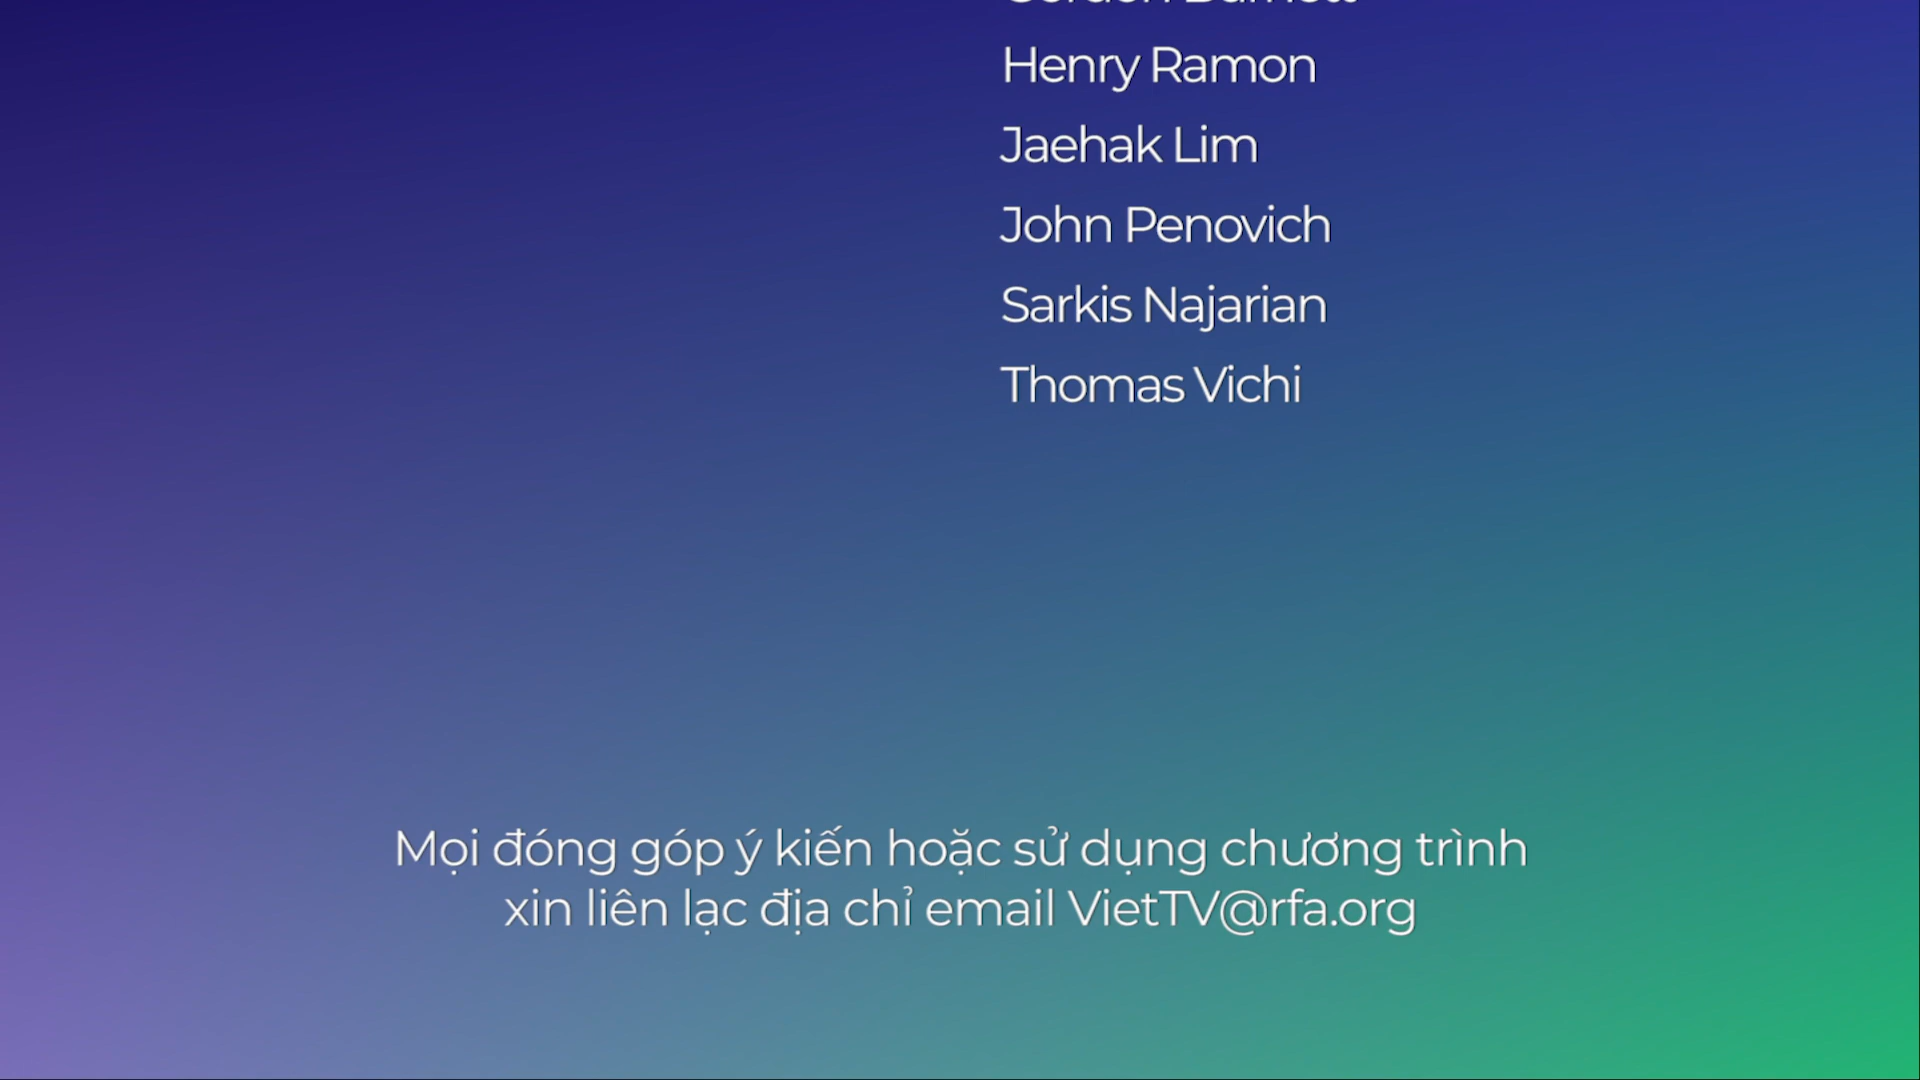 Henry Ramon
Jaehak Lim
John Penovich
Sarkis Najarian
Thomas Vichi
Mọi đóng góp ý kiến hoặc sử dụng chương trình
xin liên lạc địa chỉ email VietTV@rfa.org